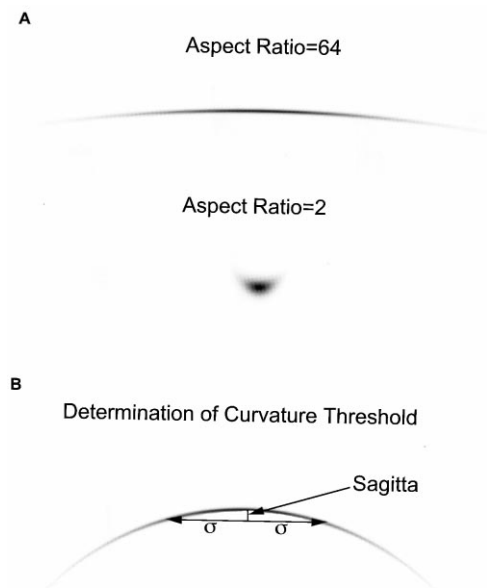 A
Aspect Ratio=64
Aspect Ratio=2
B
Determination of Curvature Threshold
Sagitta
σ σ